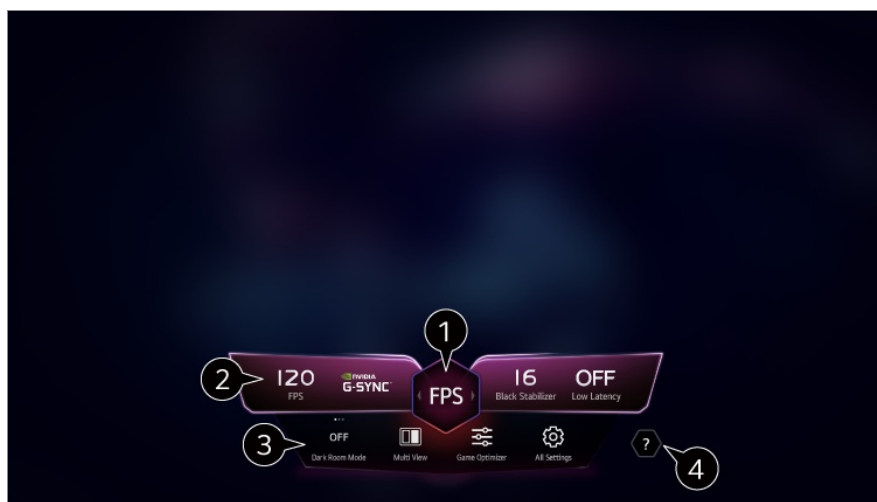 1
2
120
FPS
NVIDIA
G-SYNC
FPS
16
Black Stabilizer
OFF
Low Latency
3
OFF
Dark Room Mode
Multi View
Game Optimizer
All Settings
?
4